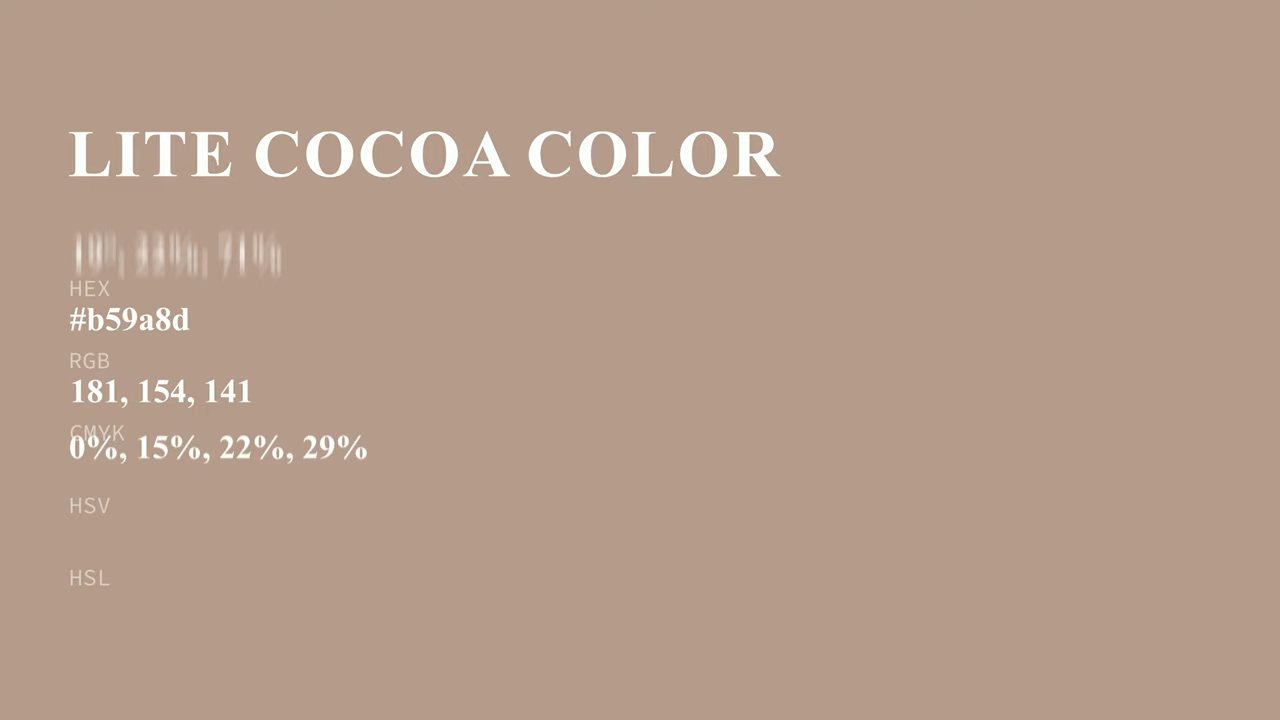 LITE COCOA COLOR
HEX
#b59a8d
RGB
181, 154, 141
CMYK
0%, 15%, 22%, 29%
HSV
HSL